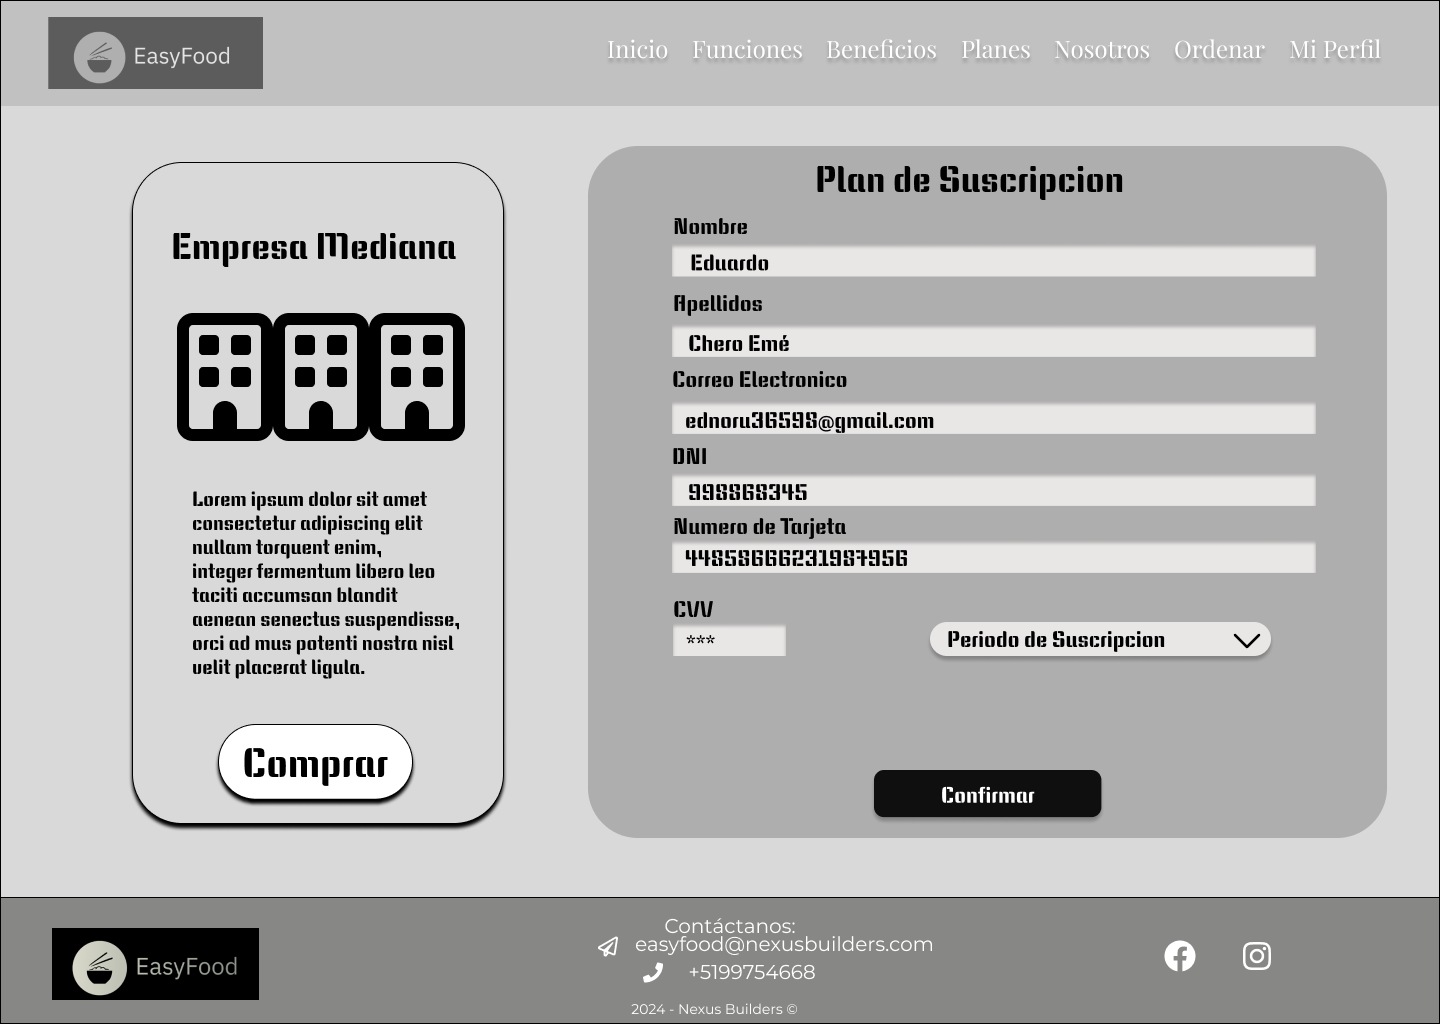 EasyFood
Inicio Funciones Beneficios Planes Nosotros Ordenar Mi Perfil
Empresa Mediana
Lorem ipsum dolor sit amet
consectetur adipiscing elit
nullam torquent enim,
integer fermentum libero leo
taciti accumsan blandit
aenean senectus suspendisse,
orci ad mus potenti nostra nisl
velit placerat ligula.
Comprar
Plan de Suscripcion
Nombre
Eduardo
Apellidos
Chero Emé
Correo Electronico
ednoru36598@gmail.com
DNI
998868345
Numero de Tarjeta
44858666231987956
CVV
***
Periodo de Suscripcion
Confirmar
EasyFood
Contáctanos:
easyfood@nexusbuilders.com
+5199754668
2024 - Nexus Builders ©